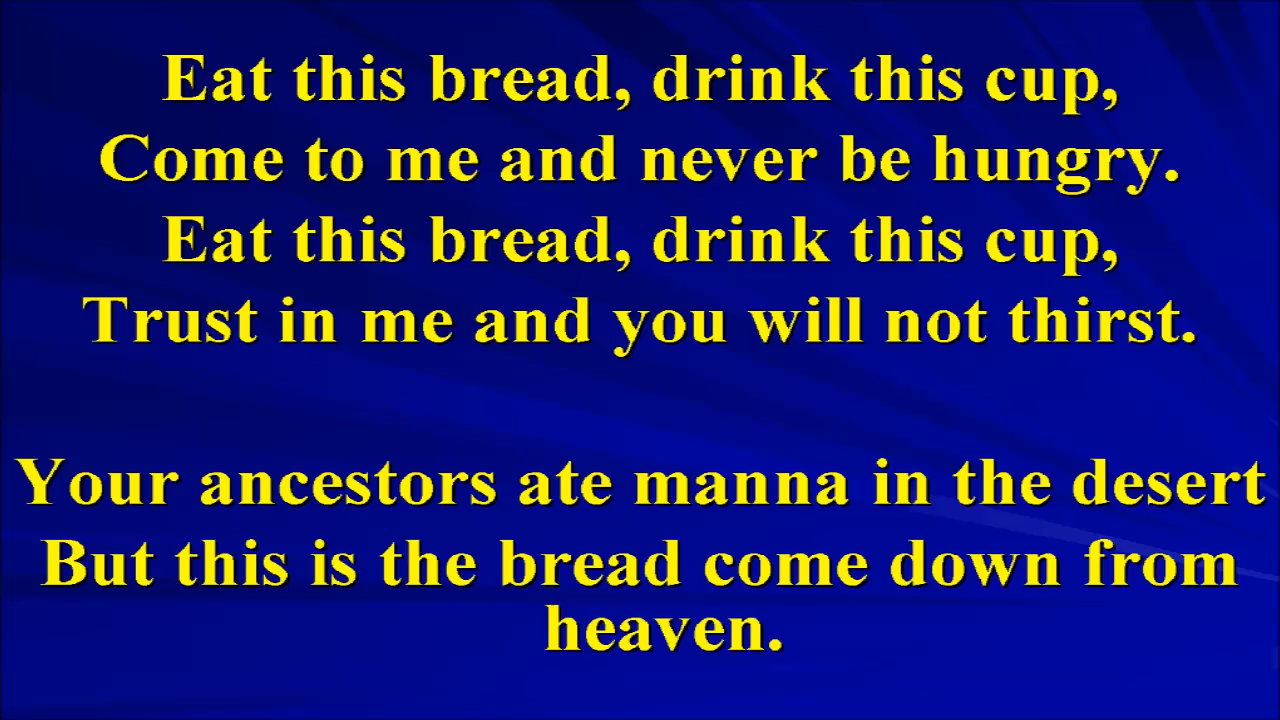 Eat this bread, drink this cup,
Come to me and never be hungry.
Eat this bread, drink this cup,
Trust in me and you will not thirst.
Your ancestors ate manna in the desert
But this is the bread come down from
heaven.